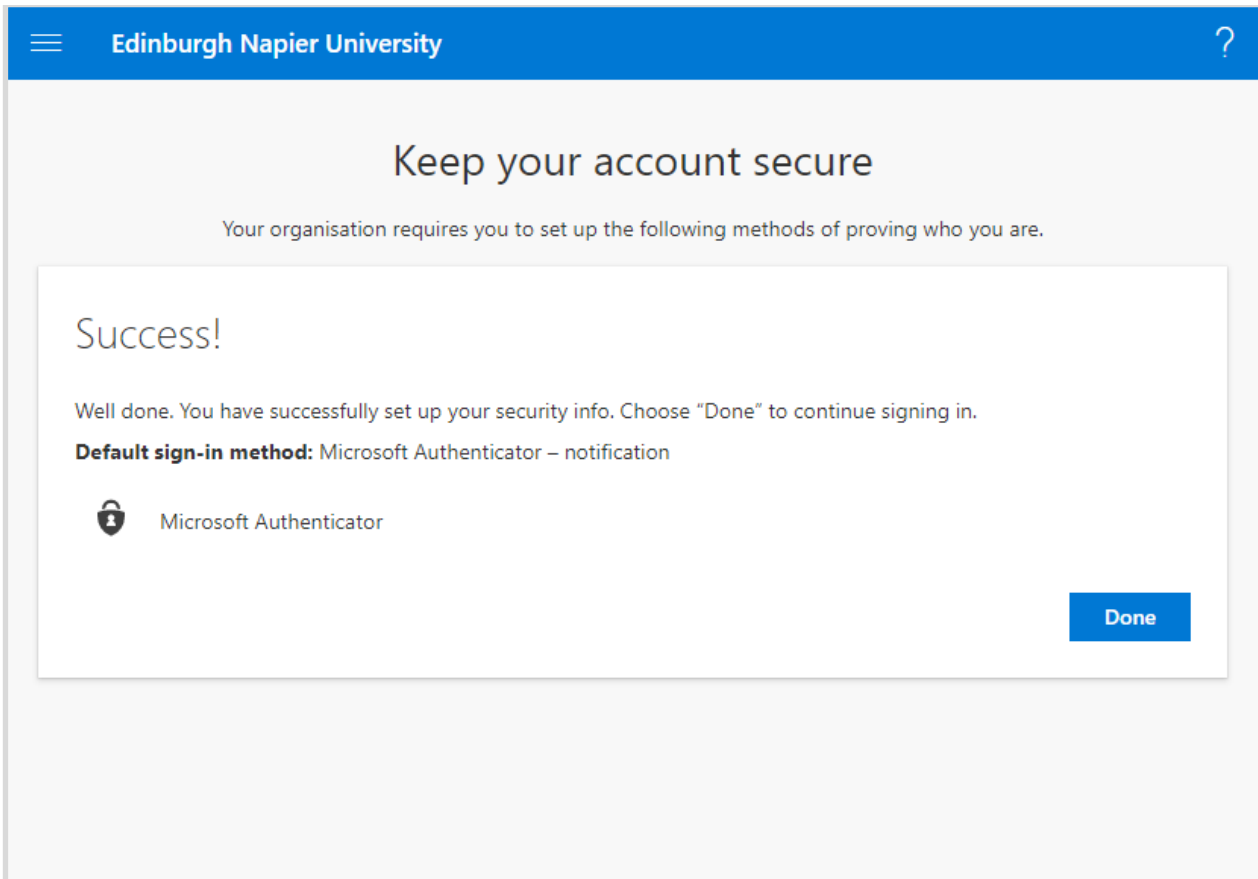 Edinburgh Napier University ?
Keep your account secure
Your organisation requires you to set up the following methods of proving who you are.
Success!
Well done. You have successfully set up your security info. Choose “Done” to continue signing in.
Default sign-in method: Microsoft Authenticator – notification
Microsoft Authenticator
Done